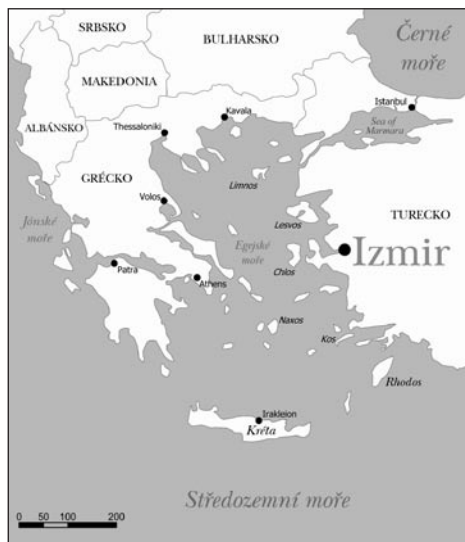 SRBSKO
BULHARSKO
Černé
moře
MAKEDONIA
Istanbul
Kavala
Sea of
Marmara
ALBÁNSKO
Thessaloniki
GRÉCKO
Limnos
Volos
Lesvos
TURECKO
Jónské
moře
Egejské
moře
Izmir
Patra
Athens
Chios
Naxos
Kos
Rhodos
Irakleion
Kréta
Středozemní moře
0 50 100 200